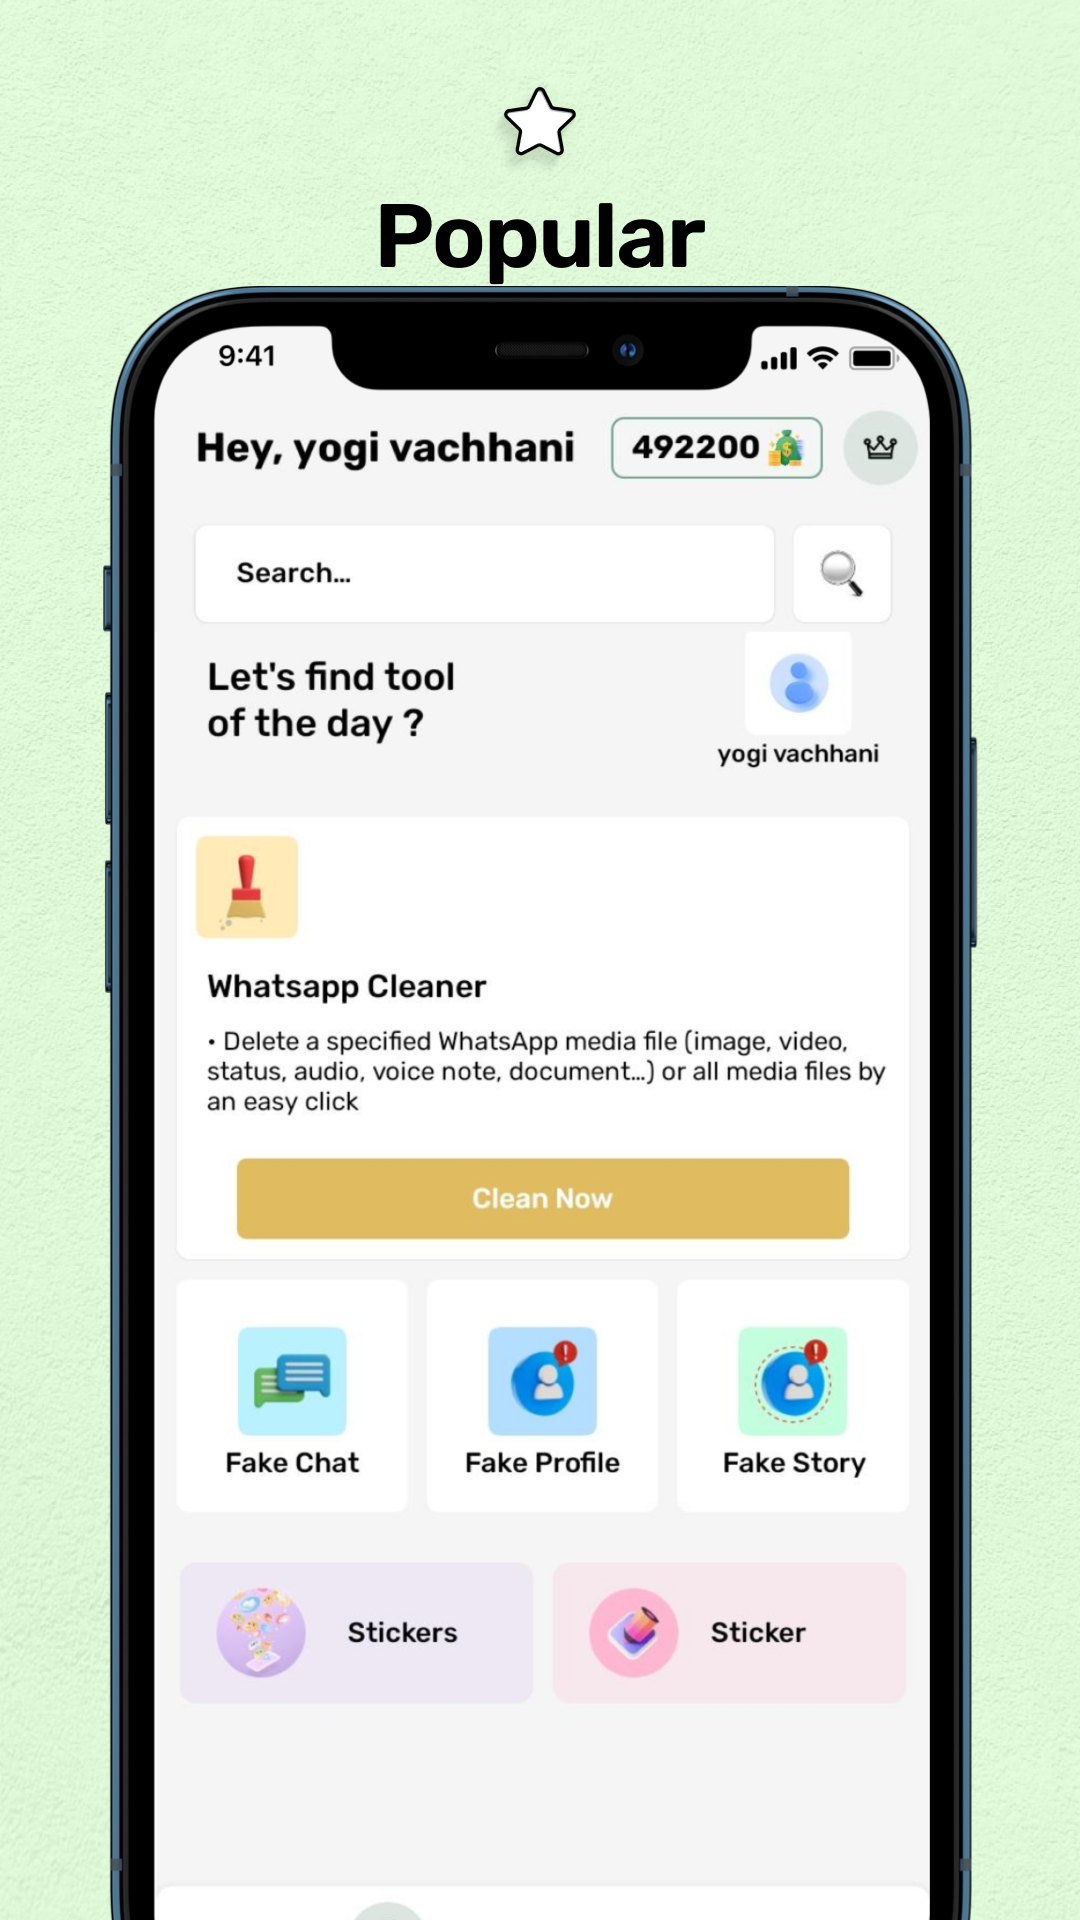 Popular
9:41
Hey, yogi vachhani
492200
Search...
Let's find tool
of the day ?
yogi vachhani
Whatsapp Cleaner
• Delete a specified WhatsApp media file (image, video,
status, audio, voice note, document...) or all media files by
an easy click
Clean Now
Fake Chat
Fake Profile
Fake Story
Stickers
Sticker